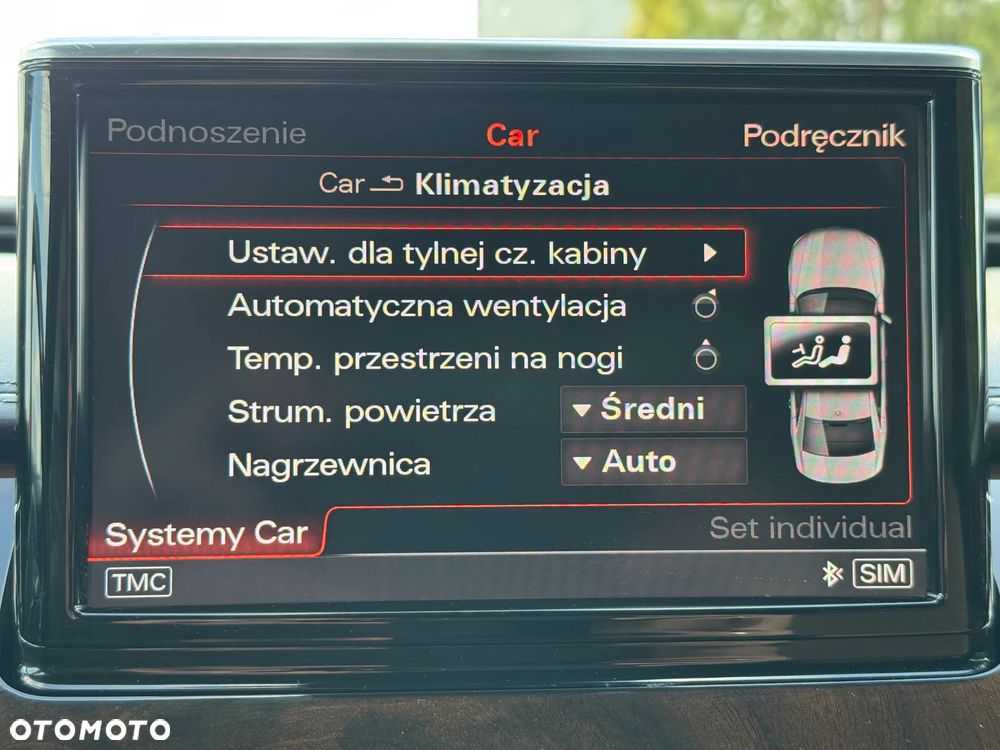 Podnoszenie Car Podręcznik
Car Klimatyzacja
Ustaw. dla tylnej cz. kabiny
Automatyczna wentylacja
Temp. przestrzeni na nogi
Strum. powietrza Średni
Nagrzewnica Auto
Systemy Car Set individual
TMC SIM
OTOMOTO